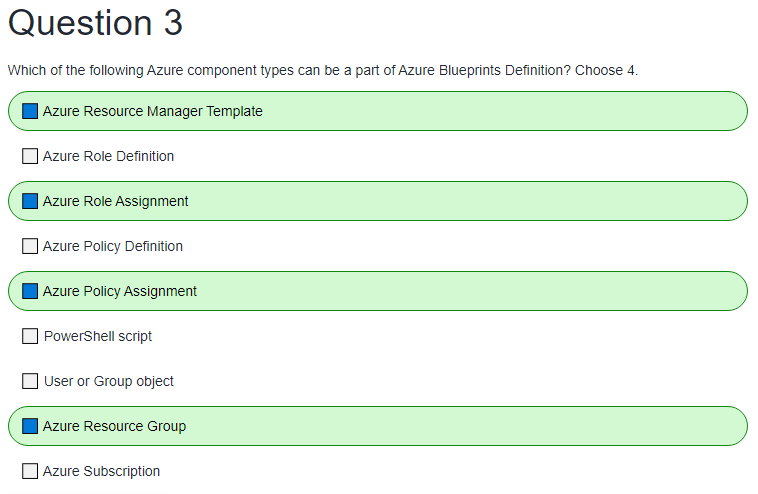 Question 3
Which of the following Azure component types can be a part of Azure Blueprints Definition? Choose 4.
Azure Resource Manager Template
Azure Role Definition
Azure Role Assignment
Azure Policy Definition
Azure Policy Assignment
PowerShell script
User or Group object
Azure Resource Group
Azure Subscription